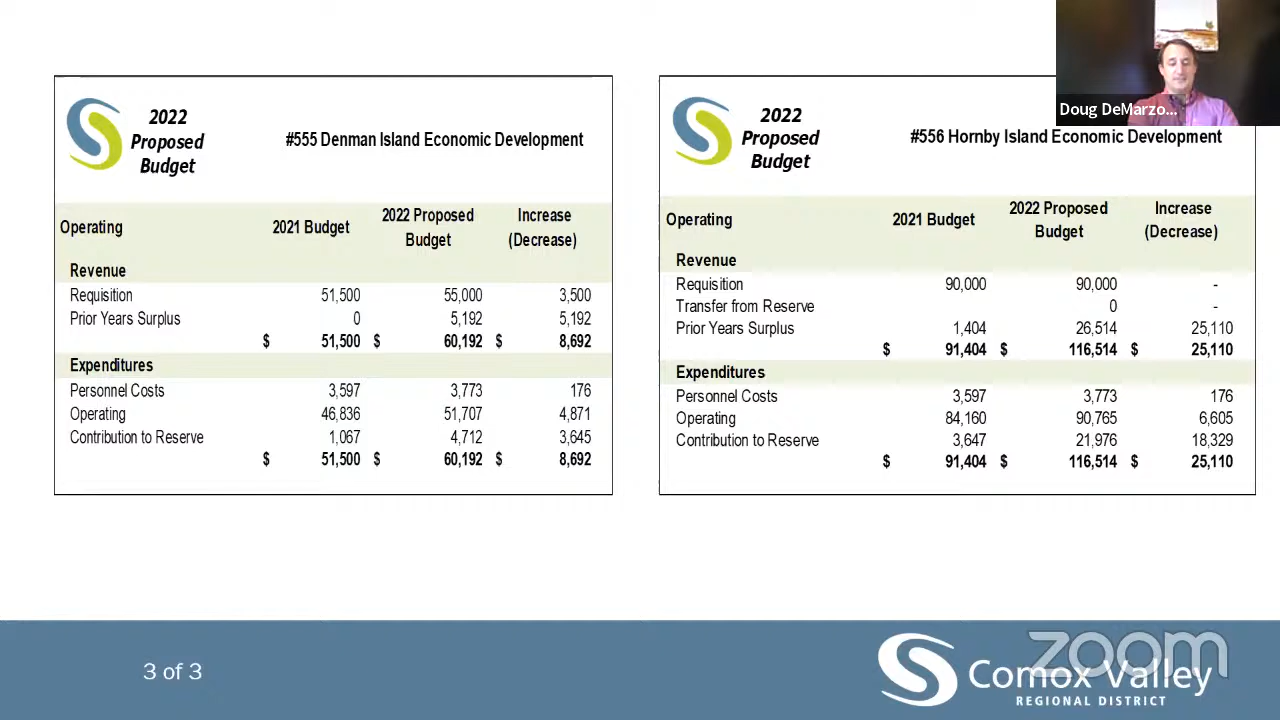 2022
Proposed
Budget
#555 Denman Island Economic Development
Operating 2021 Budget 2022 Proposed Budget Increase (Decrease)
Revenue
Requisition 51,500 55,000 3,500
Prior Years Surplus 0 5,192 5,192
$ 51,500 $ 60,192 $ 8,692
Expenditures
Personnel Costs 3,597 3,773 176
Operating 46,836 51,707 4,871
Contribution to Reserve 1,067 4,712 3,645
$ 51,500 $ 60,192 $ 8,692
2022
Proposed
Budget
#556 Hornby Island Economic Development
Operating 2021 Budget 2022 Proposed Budget Increase (Decrease)
Revenue
Requisition 90,000 90,000 -
Transfer from Reserve 0 -
Prior Years Surplus 1,404 26,514 25,110
$ 91,404 $ 116,514 $ 25,110
Expenditures
Personnel Costs 3,597 3,773 176
Operating 84,160 90,765 6,605
Contribution to Reserve 3,647 21,976 18,329
$ 91,404 $ 116,514 $ 25,110
Doug DeMarzo...
3 of 3
zoom
Comox Valley
REGIONAL DISTRICT